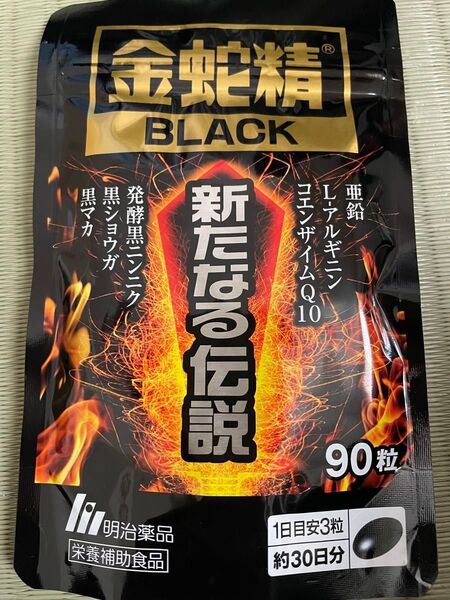 金蛇精®
BLACK
亜鉛
L-アルギニン
コエンザイムQ10
新たなる伝説
発酵黒ニンニク
黒ショウガ
黒マカ
90粒
明治薬品
栄養補助食品
1日目安3粒
約30日分